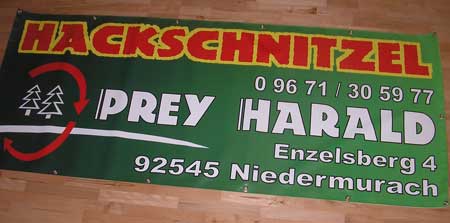 HACKSCHNITZEL
0 96 71 / 30 59 77
PREY HARALD
Enzelsberg 4
92545 Niedermurach